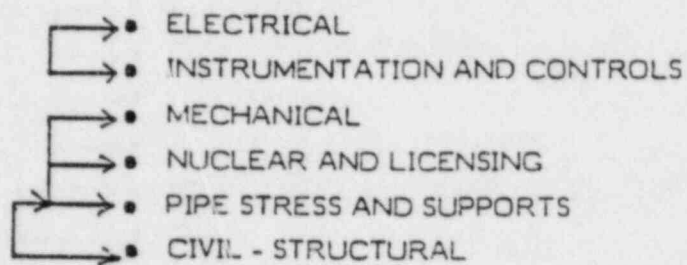 • ELECTRICAL
• INSTRUMENTATION AND CONTROLS
• MECHANICAL
• NUCLEAR AND LICENSING
• PIPE STRESS AND SUPPORTS
• CIVIL - STRUCTURAL